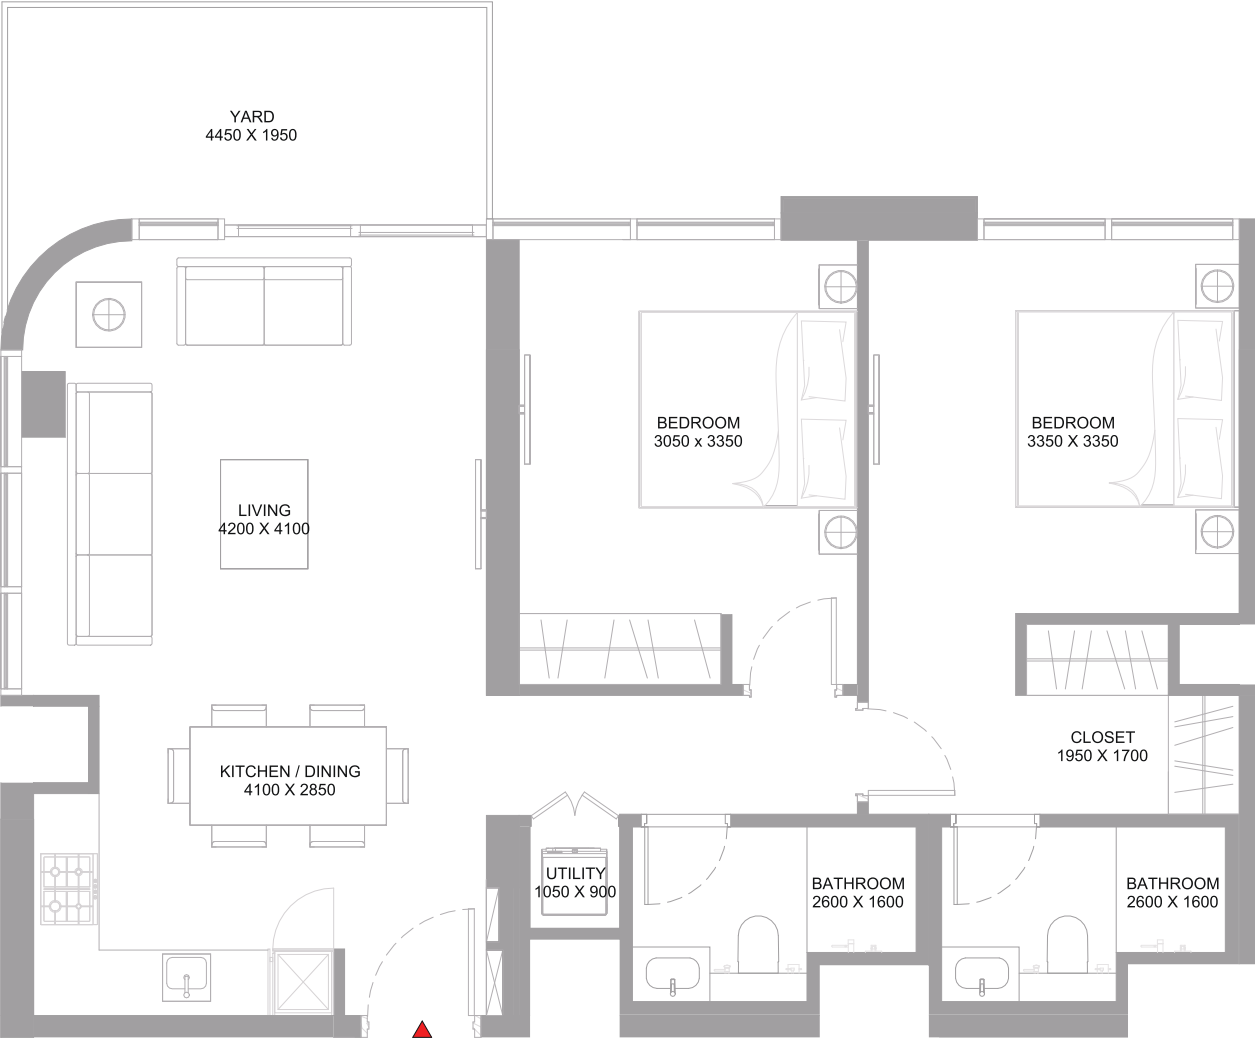 YARD
4450 X 1950
BEDROOM
3050 x 3350
BEDROOM
3350 X 3350
LIVING
4200 X 4100
CLOSET
1950 X 1700
KITCHEN / DINING
4100 X 2850
UTILITY
1050 X 900
BATHROOM
2600 X 1600
BATHROOM
2600 X 1600